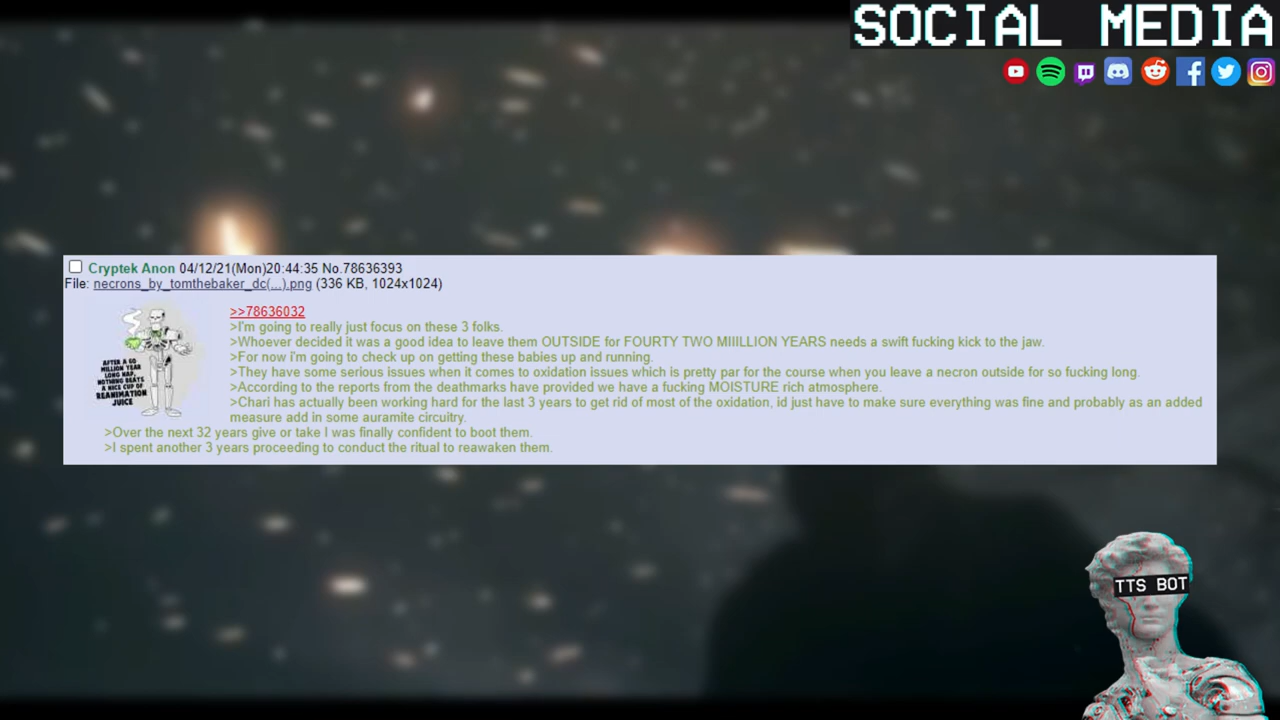 SOCIAL MEDIA
Cryptek Anon 04/12/21(Mon)20:44:35 No.78636393
File: necrons_by_tomthebaker_dc(...).png (336 KB, 1024x1024)
>>78636032
>I'm going to really just focus on these 3 folks.
>Whoever decided it was a good idea to leave them OUTSIDE for FOURTY TWO MIIILLION YEARS needs a swift fucking kick to the jaw.
>For now i'm going to check up on getting these babies up and running.
>They have some serious issues when it comes to oxidation issues which is pretty par for the course when you leave a necron outside for so fucking long.
>According to the reports from the deathmarks have provided we have a fucking MOISTURE rich atmosphere.
>Chari has actually been working hard for the last 3 years to get rid of most of the oxidation, id just have to make sure everything was fine and probably as an added
measure add in some auramite circuitry.
>Over the next 32 years give or take I was finally confident to boot them.
>I spent another 3 years proceeding to conduct the ritual to reawaken them.
AFTER A 60
MILLION YEAR
LONG NAP,
NOTHING BEATS
A NICE CUP OF
REANIMATION
JUICE
TTS BOT